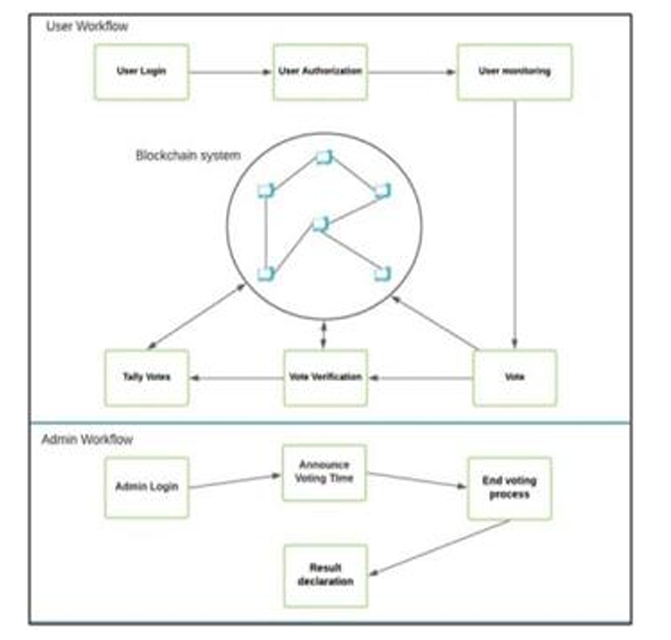 User Workflow
User Login
User Authorization
User monitoring
Blockchain system
Tally Votes
Vote Verification
Vote
Admin Workflow
Admin Login
Announce
Voting Time
End voting
process
Result
declaration